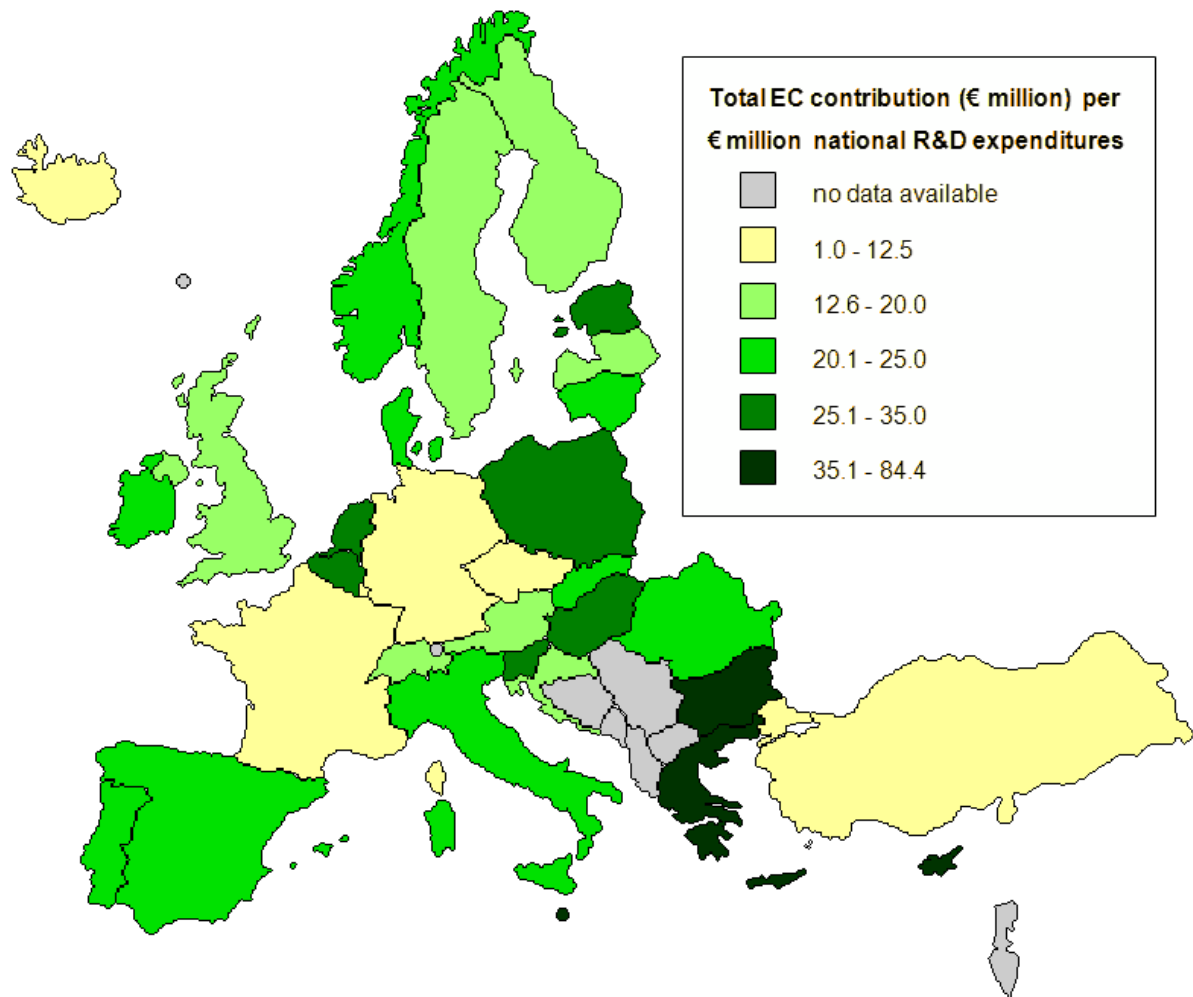 Total EC contribution (€ million) per
€ million national R&D expenditures
no data available
1.0 - 12.5
12.6 - 20.0
20.1 - 25.0
25.1 - 35.0
35.1 - 84.4